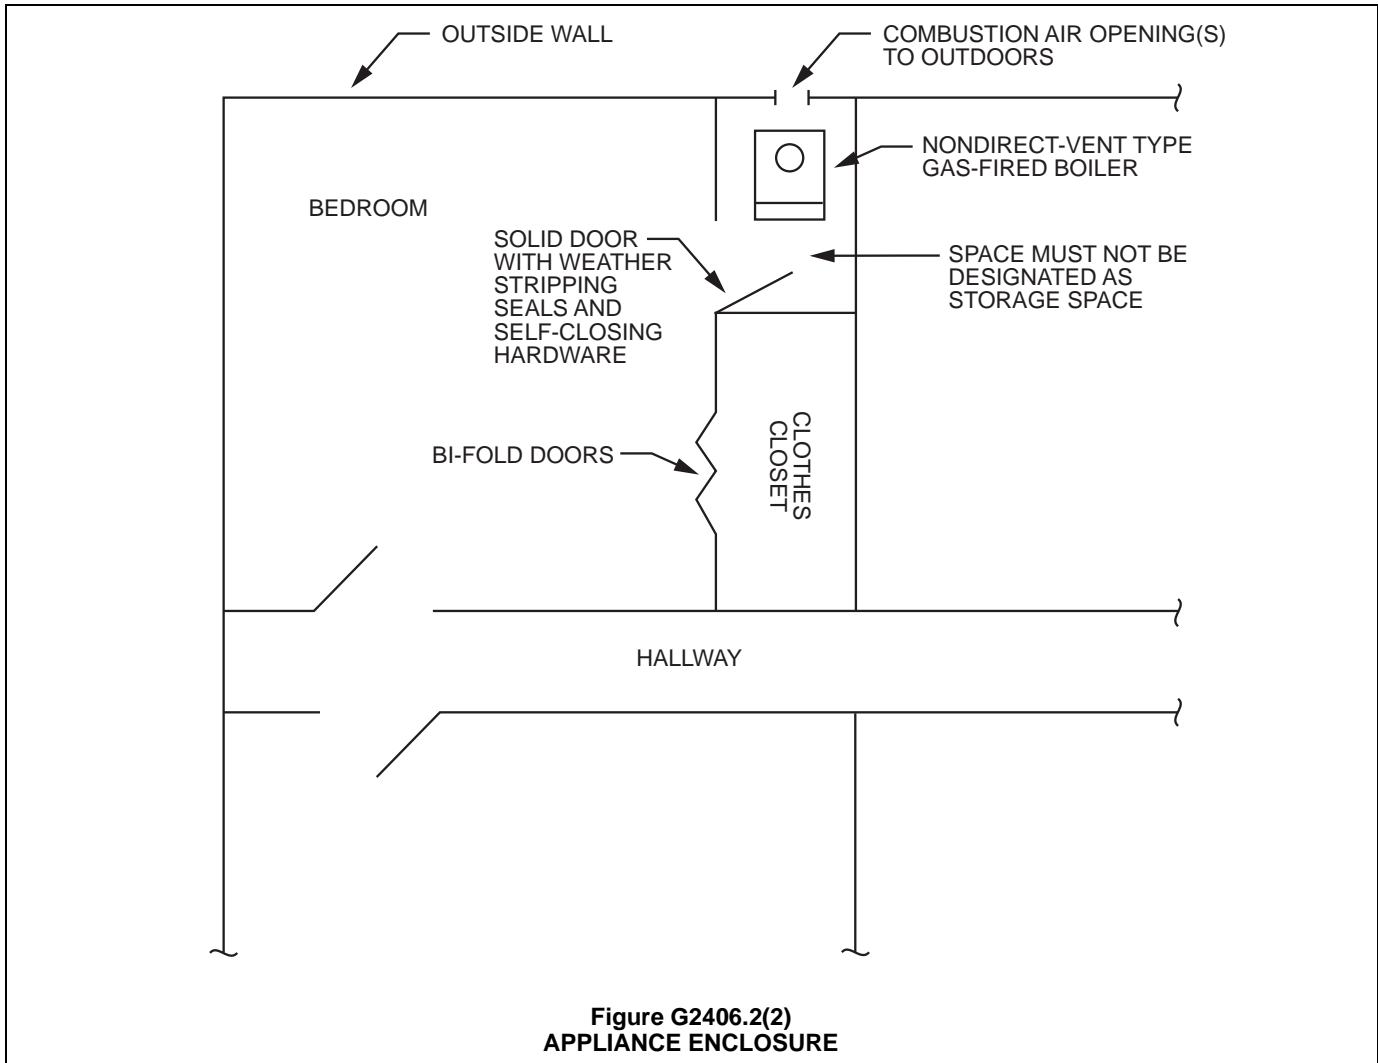 OUTSIDE WALL
COMBUSTION AIR OPENING(S)
TO OUTDOORS
NONDIRECT-VENT TYPE
GAS-FIRED BOILER
BEDROOM
SOLID DOOR
WITH WEATHER
STRIPPING
SEALS AND
SELF-CLOSING
HARDWARE
SPACE MUST NOT BE
DESIGNATED AS
STORAGE SPACE
BI-FOLD DOORS
CLOTHES
CLOSET
HALLWAY
Figure G2406.2(2)
APPLIANCE ENCLOSURE